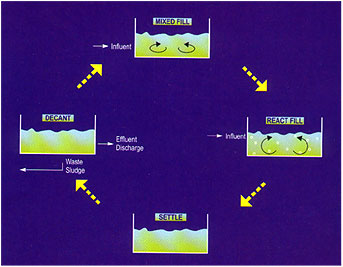 MIXED FILL
Influent
DECANT
REACT FILL
Influent
Effluent
Discharge
Waste
Sludge
SETTLE